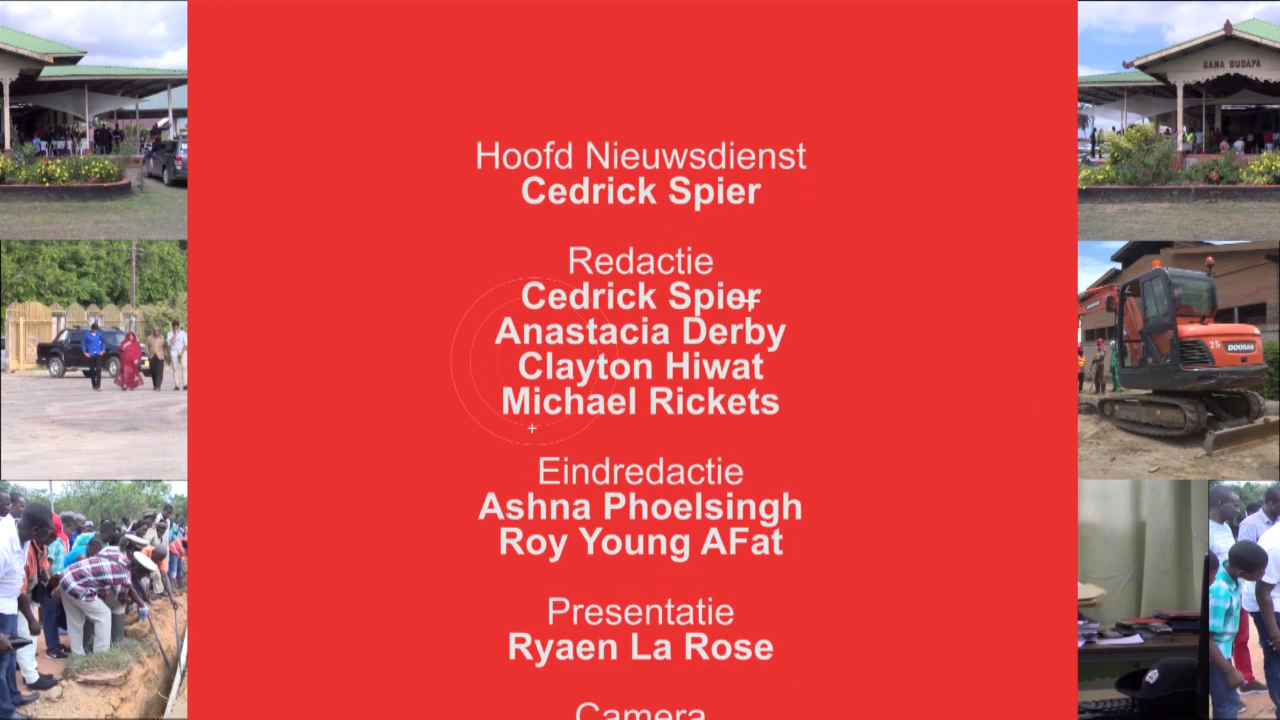 SANA BUDAYA
Hoofd Nieuwsdienst
Cedrick Spier
Redactie
Cedrick Spier
Anastacia Derby
Clayton Hiwat
Michael Rickets
Eindredactie
Ashna Phoelsingh
Roy Young AFat
Presentatie
Ryaen La Rose
Camera
25
DOOSAN